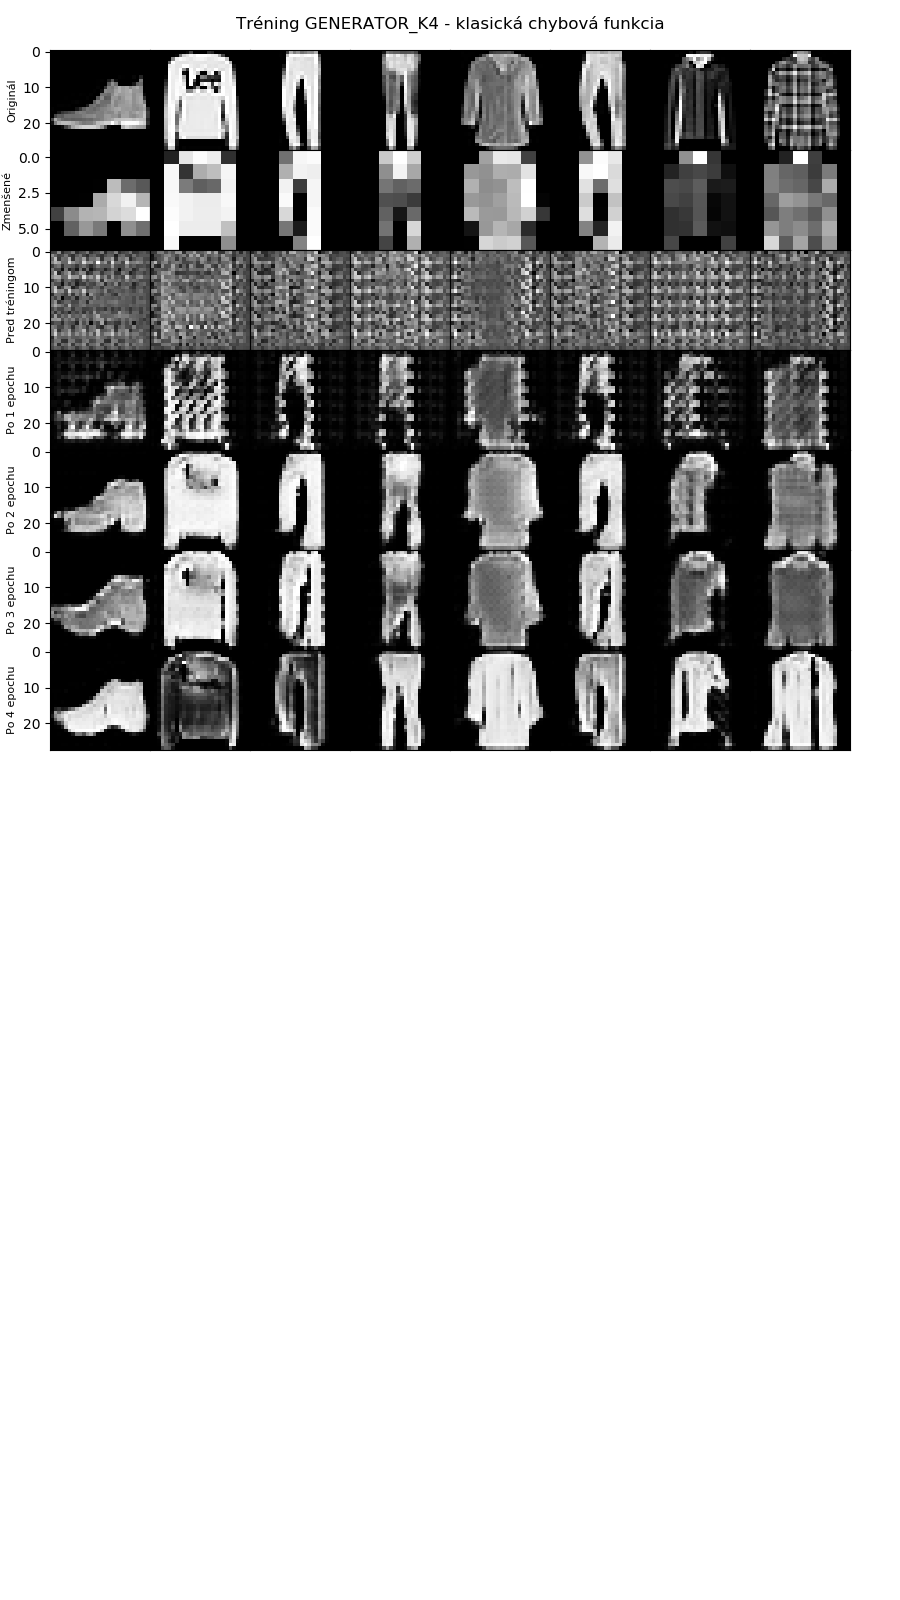 Tréning GENERATOR_K4 - klasická chybová funkcia
Originál
0
10
20
Lee
Zmenšené
0.0
2.5
5.0
Pred tréningom
0
10
20
Po 1 epochu
0
10
20
Po 2 epochu
0
10
20
Po 3 epochu
0
10
20
Po 4 epochu
0
10
20